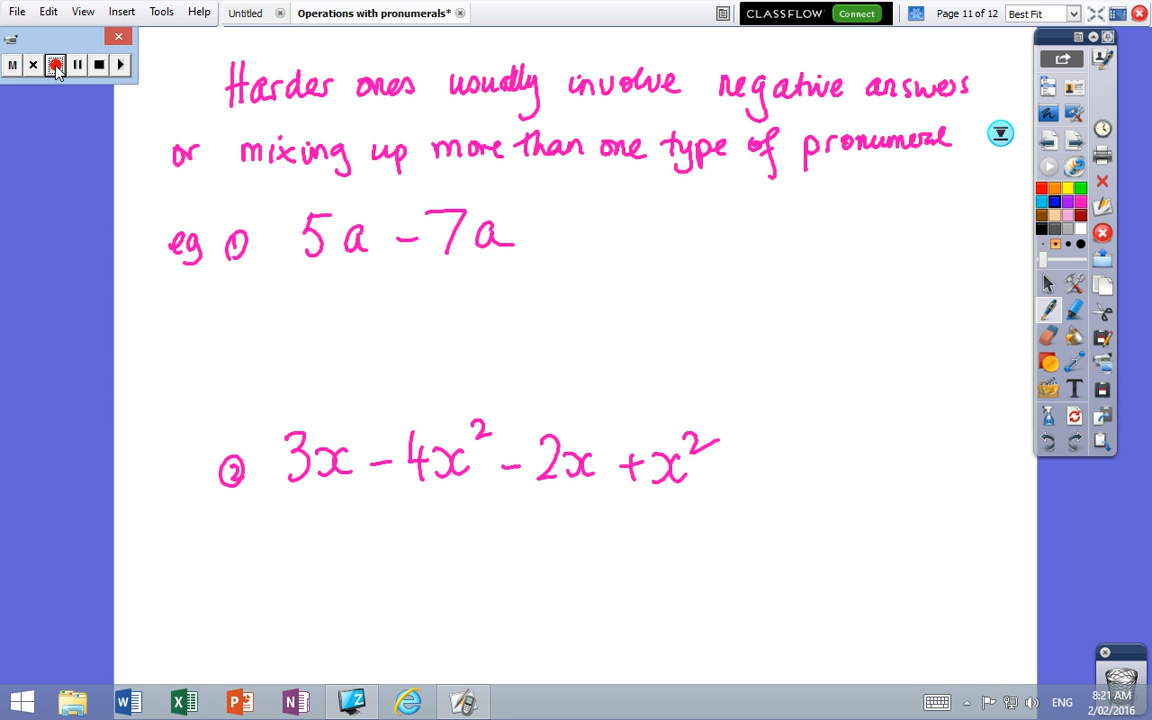 File Edit View Insert Tools Help
Untitled
Operations with pronumerals*
CLASSFLOW Connect
Page 11 of 12
Best Fit
M
Harder ones usually involve negative answers
or mixing up more than one type of pronumeral
eg ① 5a - 7a
② 3x - 4x² - 2x + x²
T
ENG
8:21 AM
2/02/2016